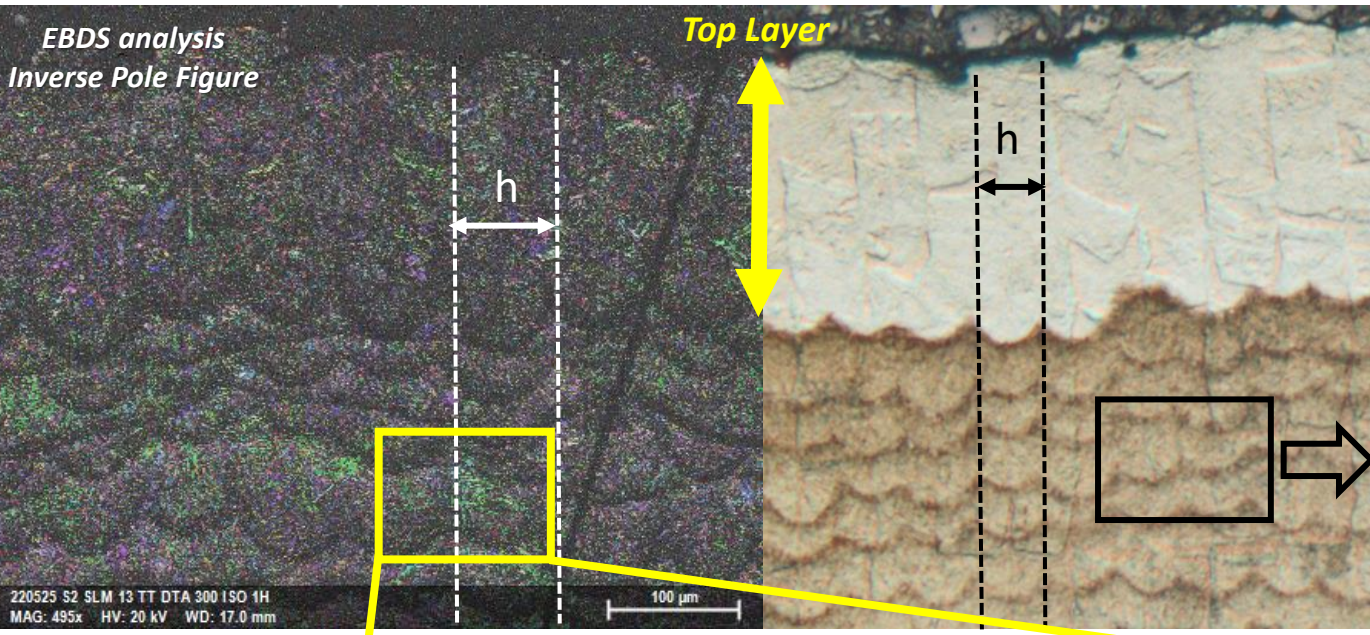 EBDS analysis
Inverse Pole Figure
Top Layer
h
h
220525 S2 SLM 13 TT DTA 300 ISO 1H
MAG: 495x HV: 20 kV WD: 17.0 mm
100 µm